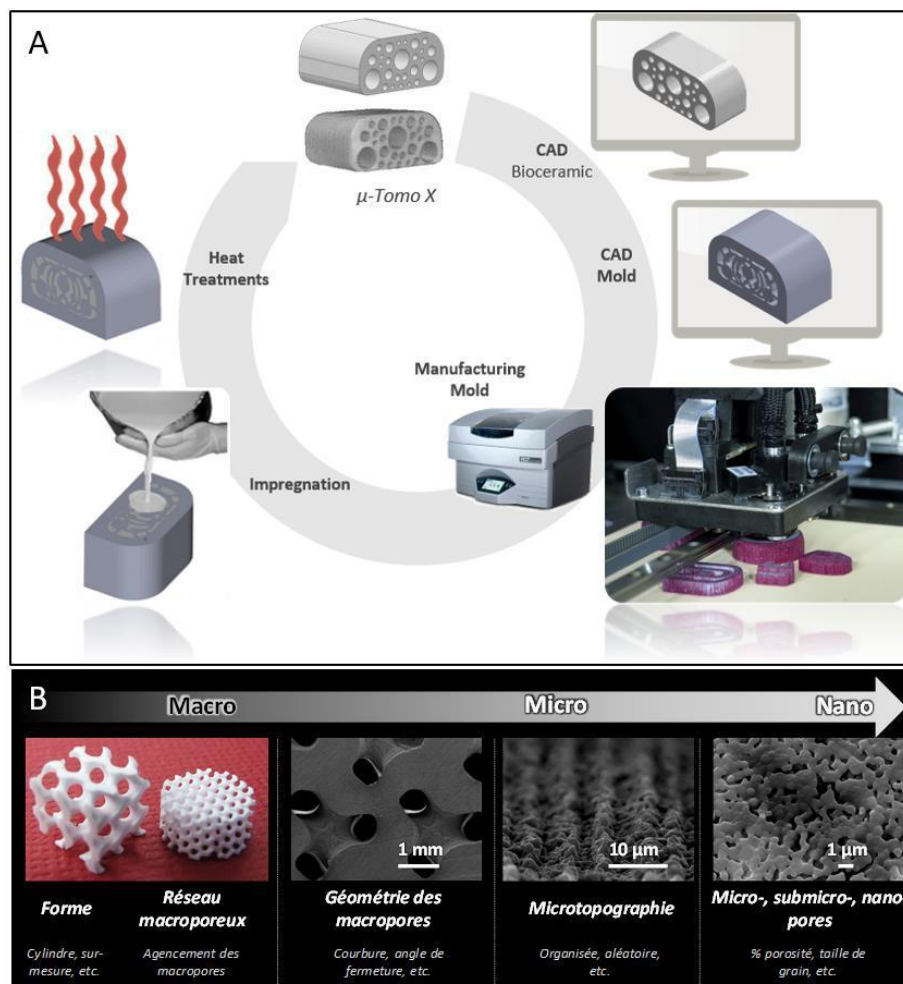 A
μ-Tomo X
CAD
Bioceramic
CAD
Mold
Heat
Treatments
Manufacturing
Mold
Impregnation
B
Macro
Micro
Nano
1 mm
10 μm
1 μm
Forme
Réseau
macroporeux
Géométrie des
macropores
Microtopographie
Micro-, submicro-, nano-
pores
Cylindre, sur-
mesure, etc.
Agencement des
macropores
Courbure, angle de
fermeture, etc.
Organisée, aléatoire,
etc.
% porosité, taille de
grain, etc.